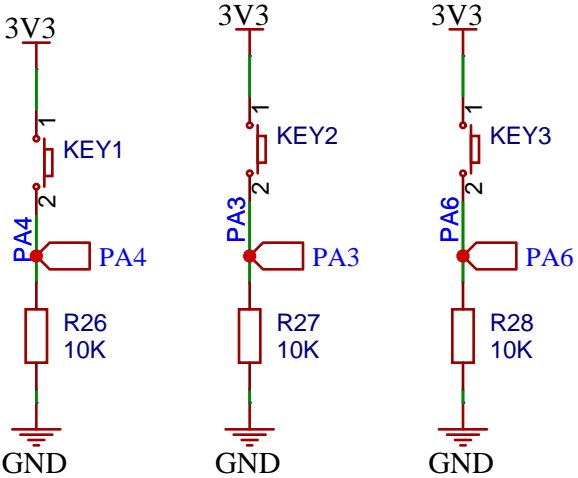 3V3
1
KEY1
2
PA4
PA4
R26
10K
GND
3V3
1
KEY2
2
PA3
PA3
R27
10K
GND
3V3
1
KEY3
2
PA6
PA6
R28
10K
GND